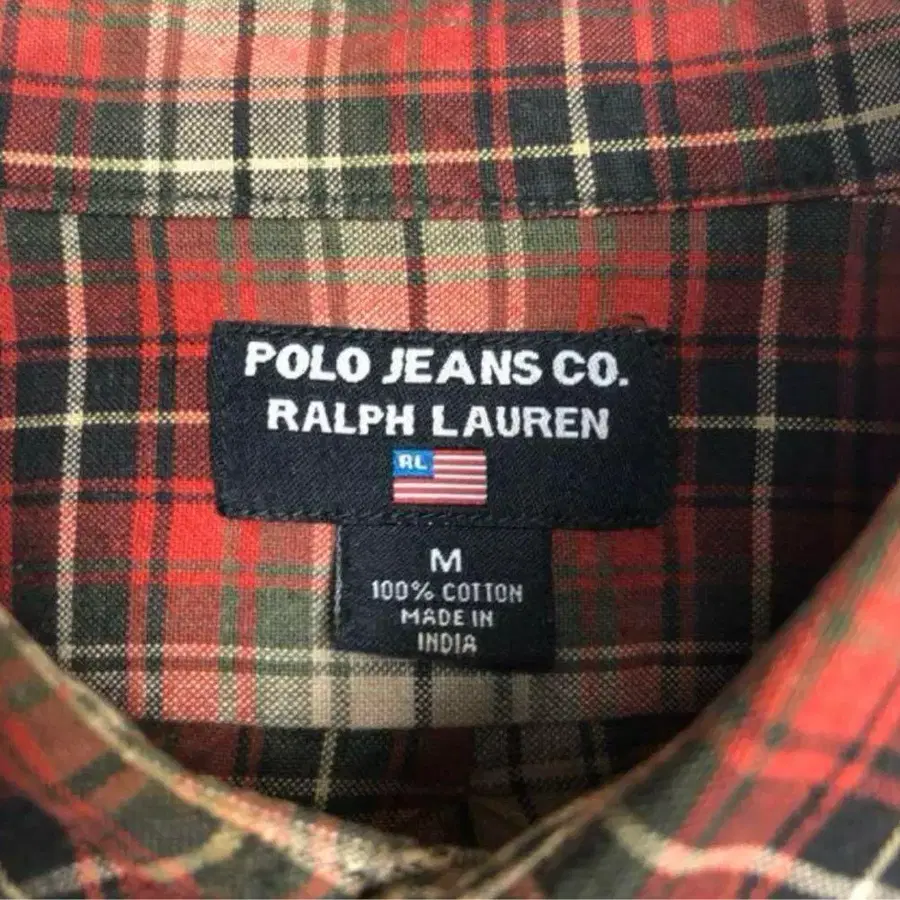 POLO JEANS CO.
RALPH LAUREN
RL
M
100% COTTON
MADE IN
INDIA